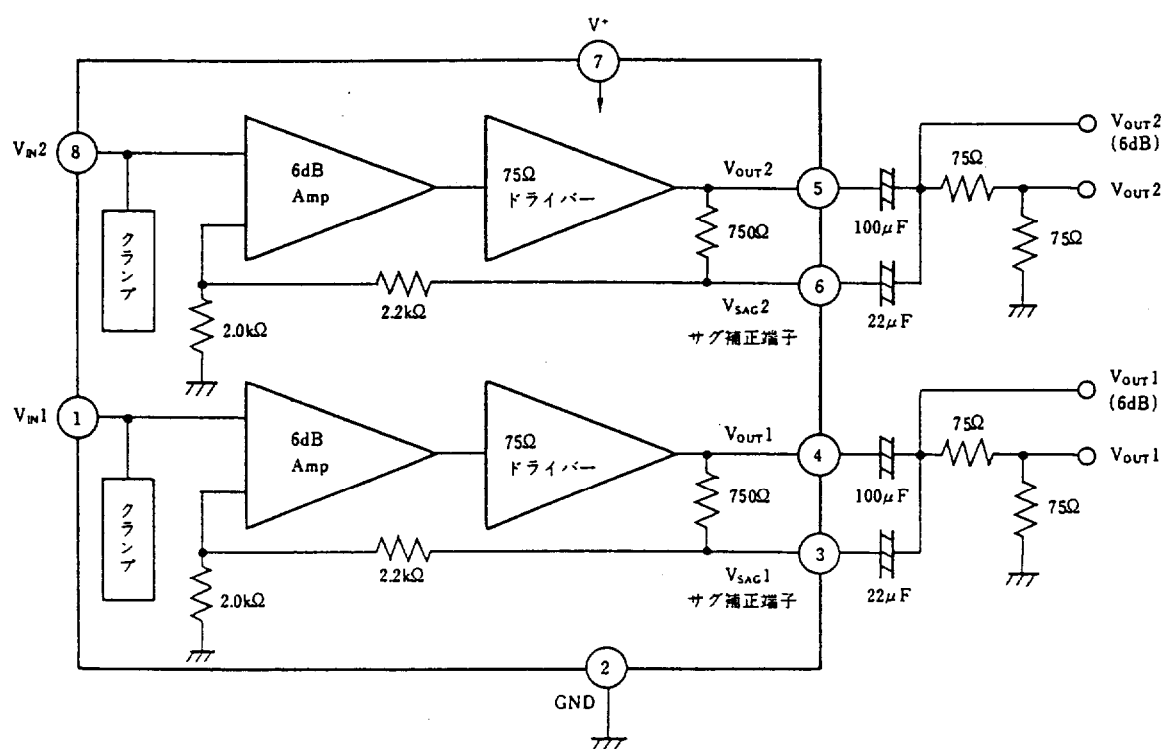 V⁺
7
VIN2
8
6dB
Amp
75Ω
ドライバー
VOUT2
5
100μF
75Ω
VOUT2
(6dB)
VOUT2
75Ω
クランプ
750Ω
2.2kΩ
2.0kΩ
6
VSAG2
サグ補正端子
22μF
VIN1
1
6dB
Amp
75Ω
ドライバー
VOUT1
4
100μF
75Ω
VOUT1
(6dB)
VOUT1
75Ω
クランプ
750Ω
2.2kΩ
2.0kΩ
3
VSAG1
サグ補正端子
22μF
2
GND